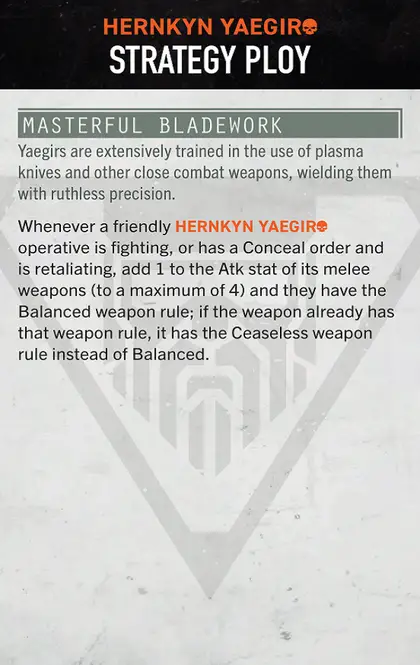 HERNKYN YAEGIR
STRATEGY PLOY
MASTERFUL BLADEWORK
Yaegirs are extensively trained in the use of plasma
knives and other close combat weapons, wielding them
with ruthless precision.
Whenever a friendly HERNKYN YAEGIR
operative is fighting, or has a Conceal order and
is retaliating, add 1 to the Atk stat of its melee
weapons (to a maximum of 4) and they have the
Balanced weapon rule; if the weapon already has
that weapon rule, it has the Ceaseless weapon
rule instead of Balanced.